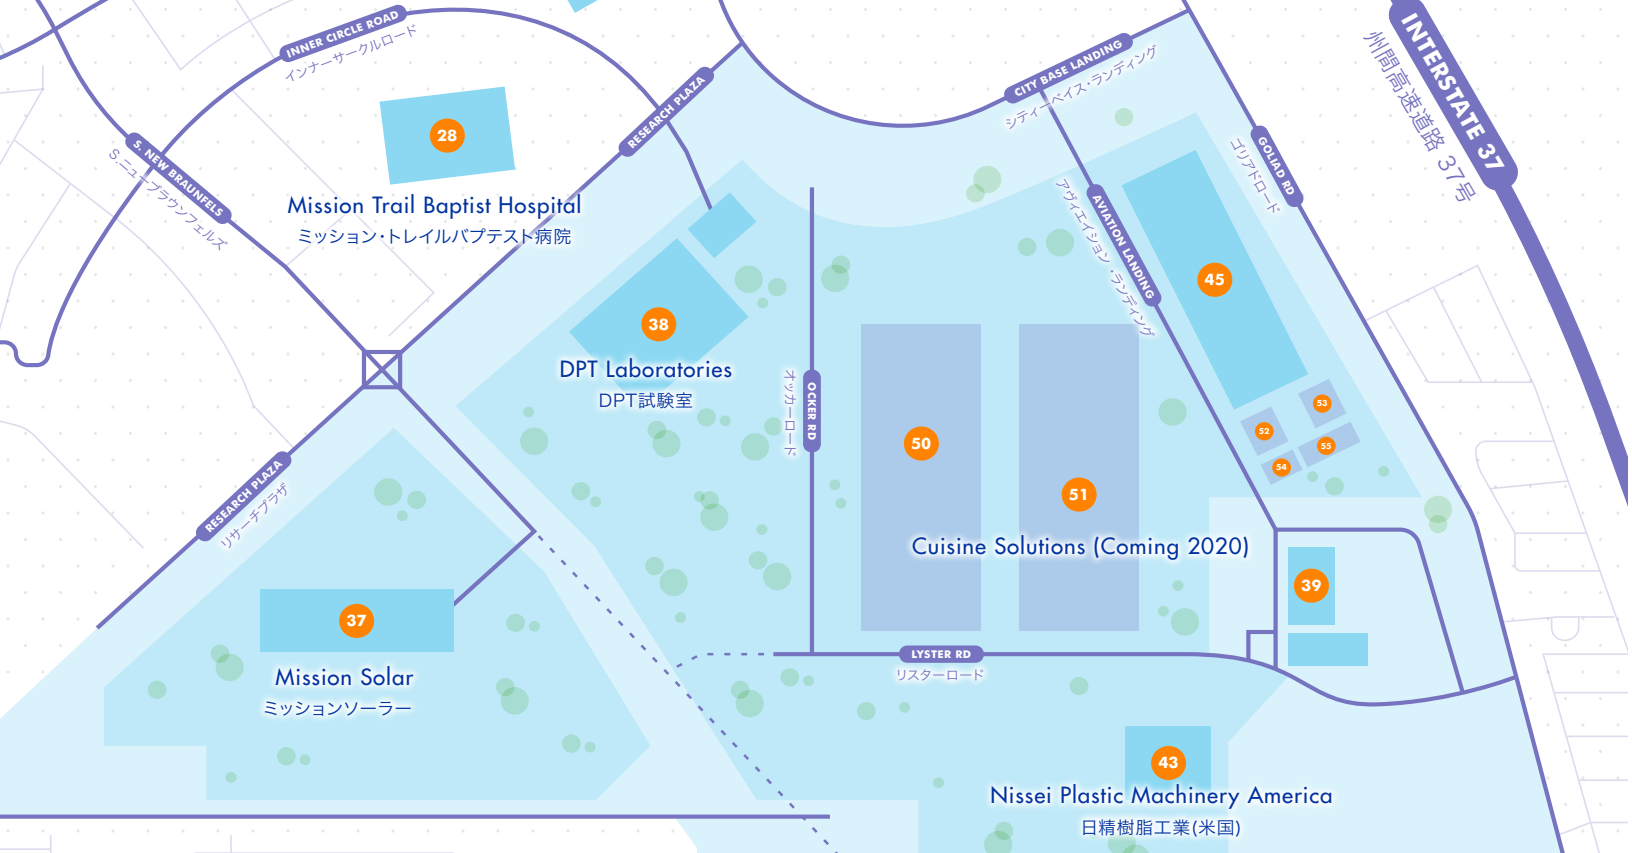 INNER CIRCLE ROAD
インナーサークルロード
S. NEW BRAUNFELS
S.ニューブラウンフェルズ
28
Mission Trail Baptist Hospital
ミッション・トレイルバプテスト病院
RESEARCH PLAZA
CITY BASE LANDING
シティーベイス・ランディング
INTERSTATE 37
州間高速道路 37号
GOLIAD RD
ゴリアドロード
AVIATION LANDING
アヴィエイション・ランディング
45
38
DPT Laboratories
DPT試験室
OCKER RD
オッカーロード
50
51
Cuisine Solutions (Coming 2020)
53
52
55
54
RESEARCH PLAZA
リサーチプラザ
39
37
Mission Solar
ミッションソーラー
LYSTER RD
リスターロード
43
Nissei Plastic Machinery America
日精樹脂工業(米国)